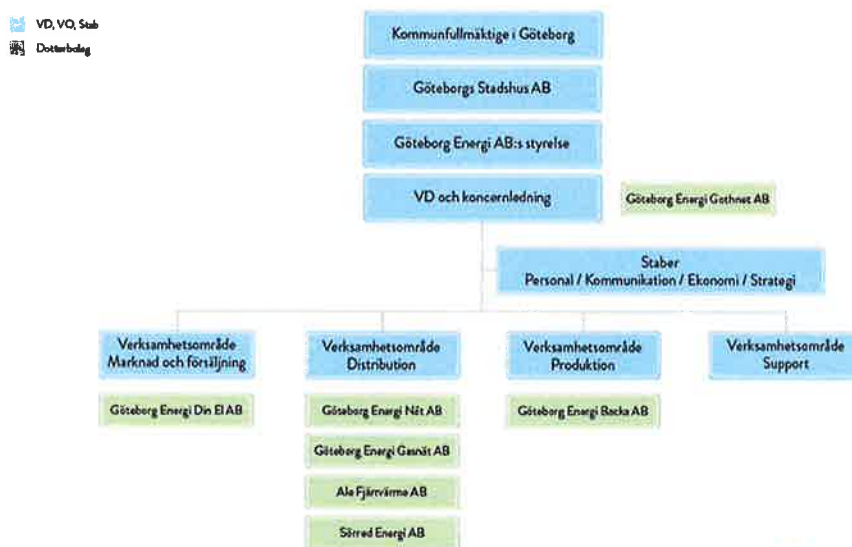 VD, VO, Stab
Dotterbolag
Kommunfullmäktige i Göteborg
Göteborgs Stadshus AB
Göteborg Energi AB:s styrelse
VD och koncernledning
Göteborg Energi Gothnet AB
Staber
Personal / Kommunikation / Ekonomi / Strategi
Verksamhetsområde
Marknad och försäljning
Verksamhetsområde
Distribution
Verksamhetsområde
Produktion
Verksamhetsområde
Support
Göteborg Energi Din El AB
Göteborg Energi Nät AB
Göteborg Energi Backa AB
Göteborg Energi Gasnät AB
Ale Fjärrvärme AB
Sörred Energi AB